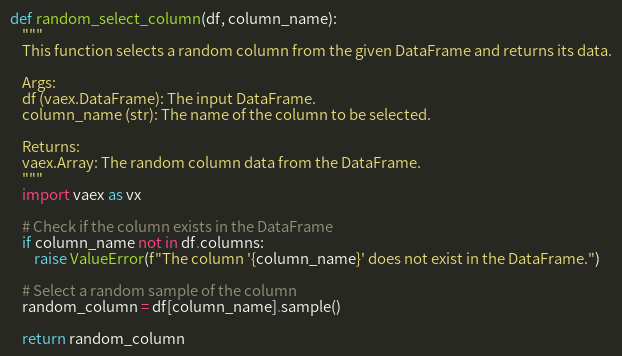 def random_select_column(df, column_name):
"""
This function selects a random column from the given DataFrame and returns its data.
Args:
df (vaex.DataFrame): The input DataFrame.
column_name (str): The name of the column to be selected.
Returns:
vaex.Array: The random column data from the DataFrame.
"""
import vaex as vx
# Check if the column exists in the DataFrame
if column_name not in df.columns:
raise ValueError(f"The column '{column_name}' does not exist in the DataFrame.")
# Select a random sample of the column
random_column = df[column_name].sample()
return random_column